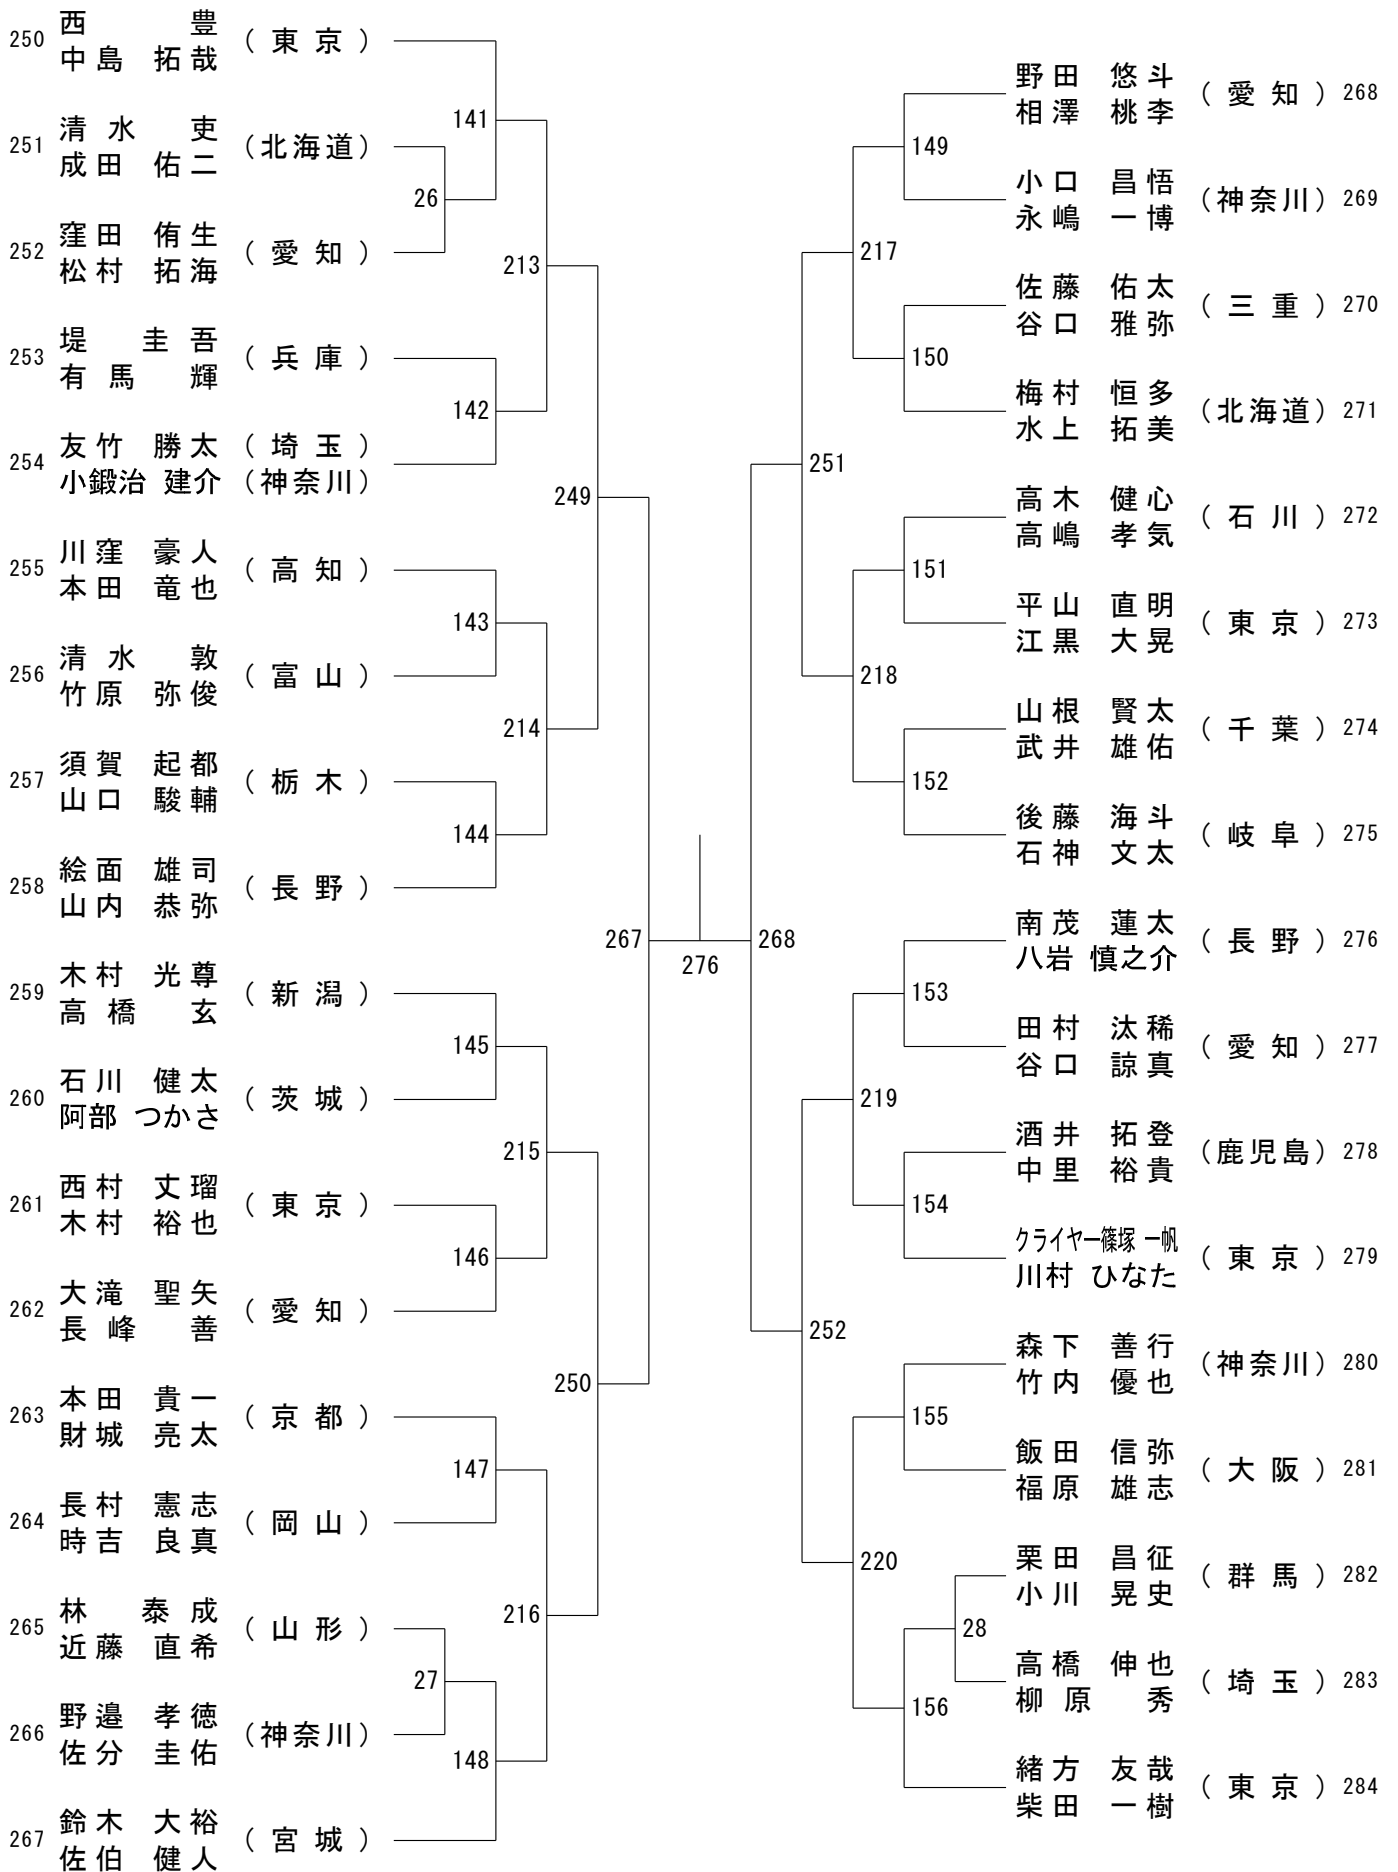 250 西 豊 (東京)
中島 拓哉
251 清水 吏 (北海道)
成田 佑二
252 窪田 侑生 (愛知)
松村 拓海
253 堤 圭吾 (兵庫)
有馬 輝
254 友竹 勝太 (埼玉)
小鍛治 建介 (神奈川)
255 川窪 豪人 (高知)
本田 竜也
256 清水 敦 (富山)
竹原 弥俊
257 須賀 起都 (栃木)
山口 駿輔
258 絵面 雄司 (長野)
山内 恭弥
259 木村 光尊 (新潟)
高橋 玄
260 石川 健太 (茨城)
阿部 つかさ
261 西村 丈瑠 (東京)
木村 裕也
262 大滝 聖矢 (愛知)
長峰 善
263 本田 貴一 (京都)
財城 亮太
264 長村 憲志 (岡山)
時吉 良真
265 林 泰成 (山形)
近藤 直希
266 野邉 孝徳 (神奈川)
佐分 圭佑
267 鈴木 大裕 (宮城)
佐伯 健人
26
27
141
142
143
144
145
146
147
148
213
214
215
216
249
250
267
276
268
251
252
217
218
219
220
149
150
151
152
153
154
155
156
28
野田 悠斗 (愛知) 268
相澤 桃李
小口 昌悟 (神奈川) 269
永嶋 一博
佐藤 佑太 (三重) 270
谷口 雅弥
梅村 恒多 (北海道) 271
水上 拓美
高木 健心 (石川) 272
高嶋 孝気
平山 直明 (東京) 273
江黒 大晃
山根 賢太 (千葉) 274
武井 雄佑
後藤 海斗 (岐阜) 275
石神 文太
南茂 蓮太 (長野) 276
八岩 慎之介
田村 汰稀 (愛知) 277
谷口 諒真
酒井 拓登 (鹿児島) 278
中里 裕貴
クライヤー篠塚 一帆 (東京) 279
川村 ひなた
森下 善行 (神奈川) 280
竹内 優也
飯田 信弥 (大阪) 281
福原 雄志
栗田 昌征 (群馬) 282
小川 晃史
高橋 伸也 (埼玉) 283
柳原 秀
緒方 友哉 (東京) 284
柴田 一樹